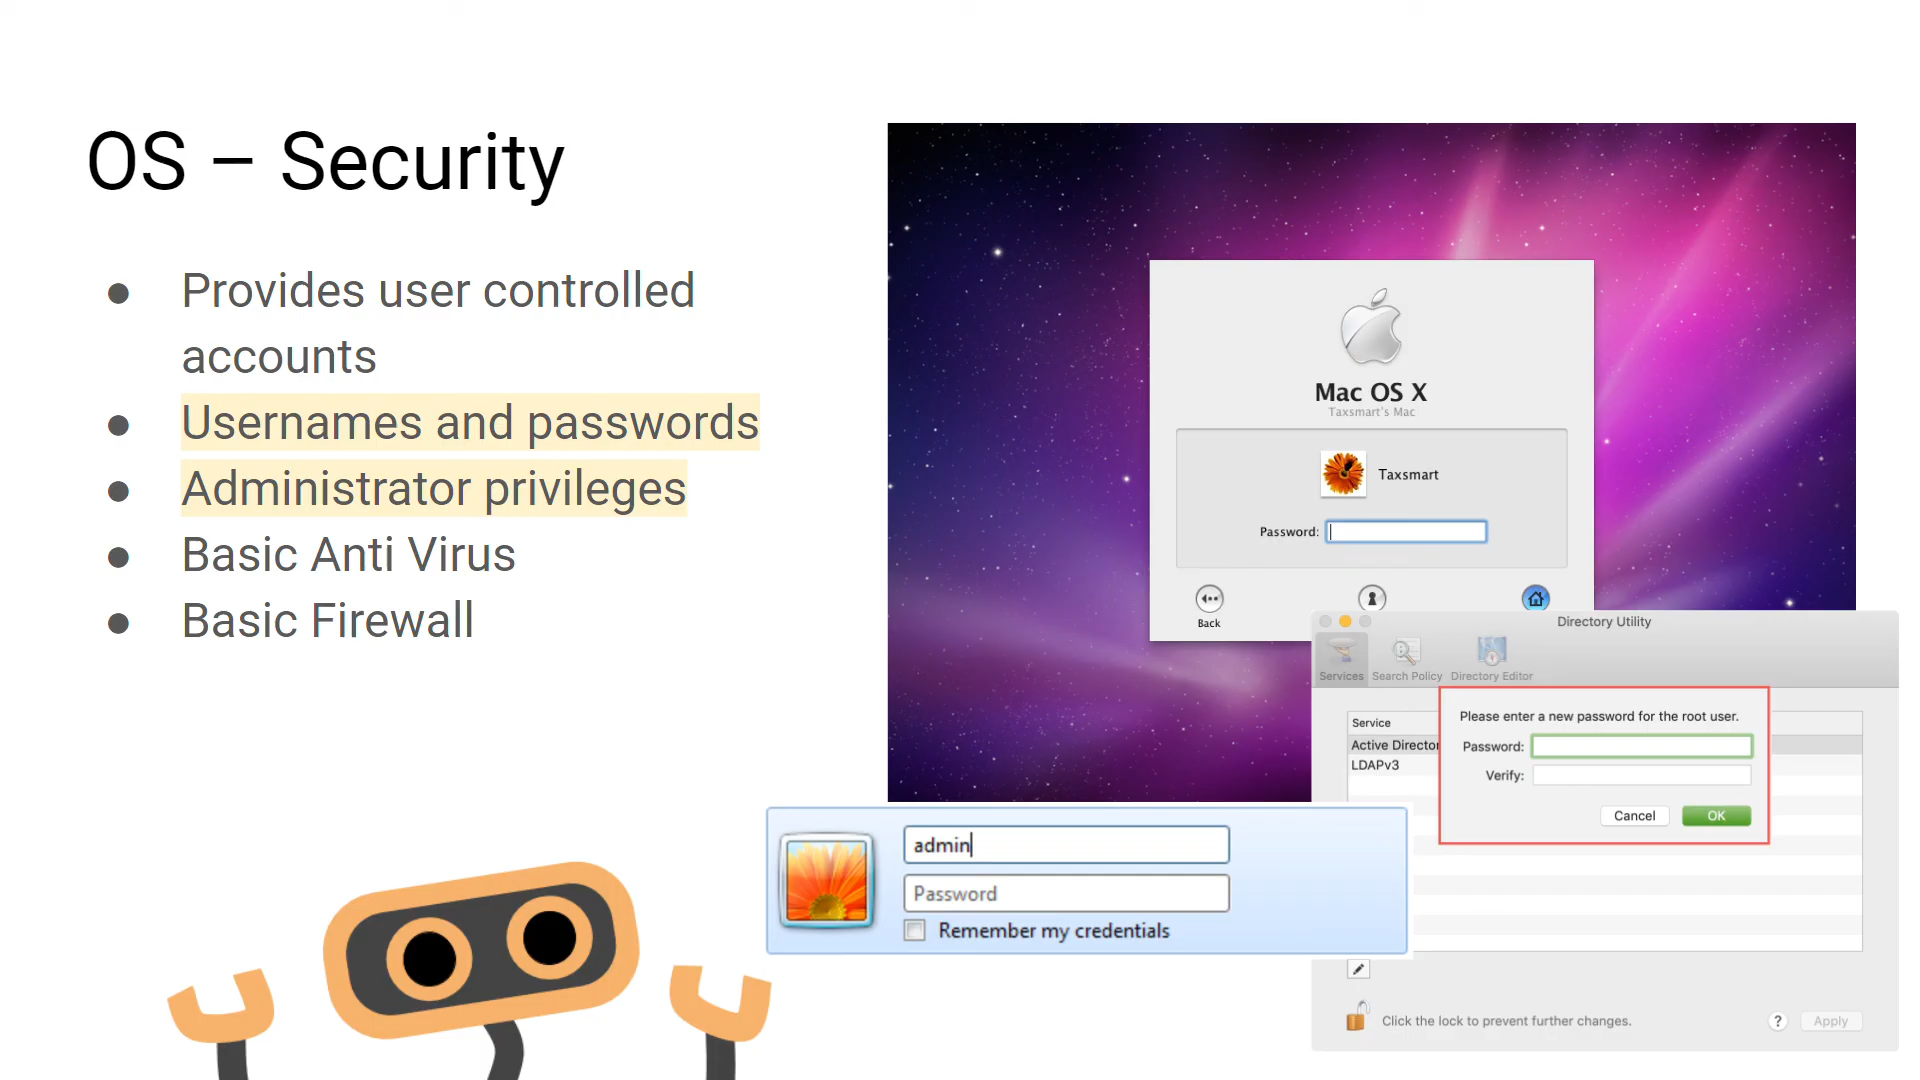 OS – Security
● Provides user controlled
accounts
● Usernames and passwords
● Administrator privileges
● Basic Anti Virus
● Basic Firewall
Mac OS X
Taxsmart's Mac
Taxsmart
Password:
Back
Directory Utility
Services Search Policy Directory Editor
Service
Active Director
LDAPv3
Please enter a new password for the root user.
Password:
Verify:
Cancel OK
admin
Password
Remember my credentials
Click the lock to prevent further changes.
? Apply